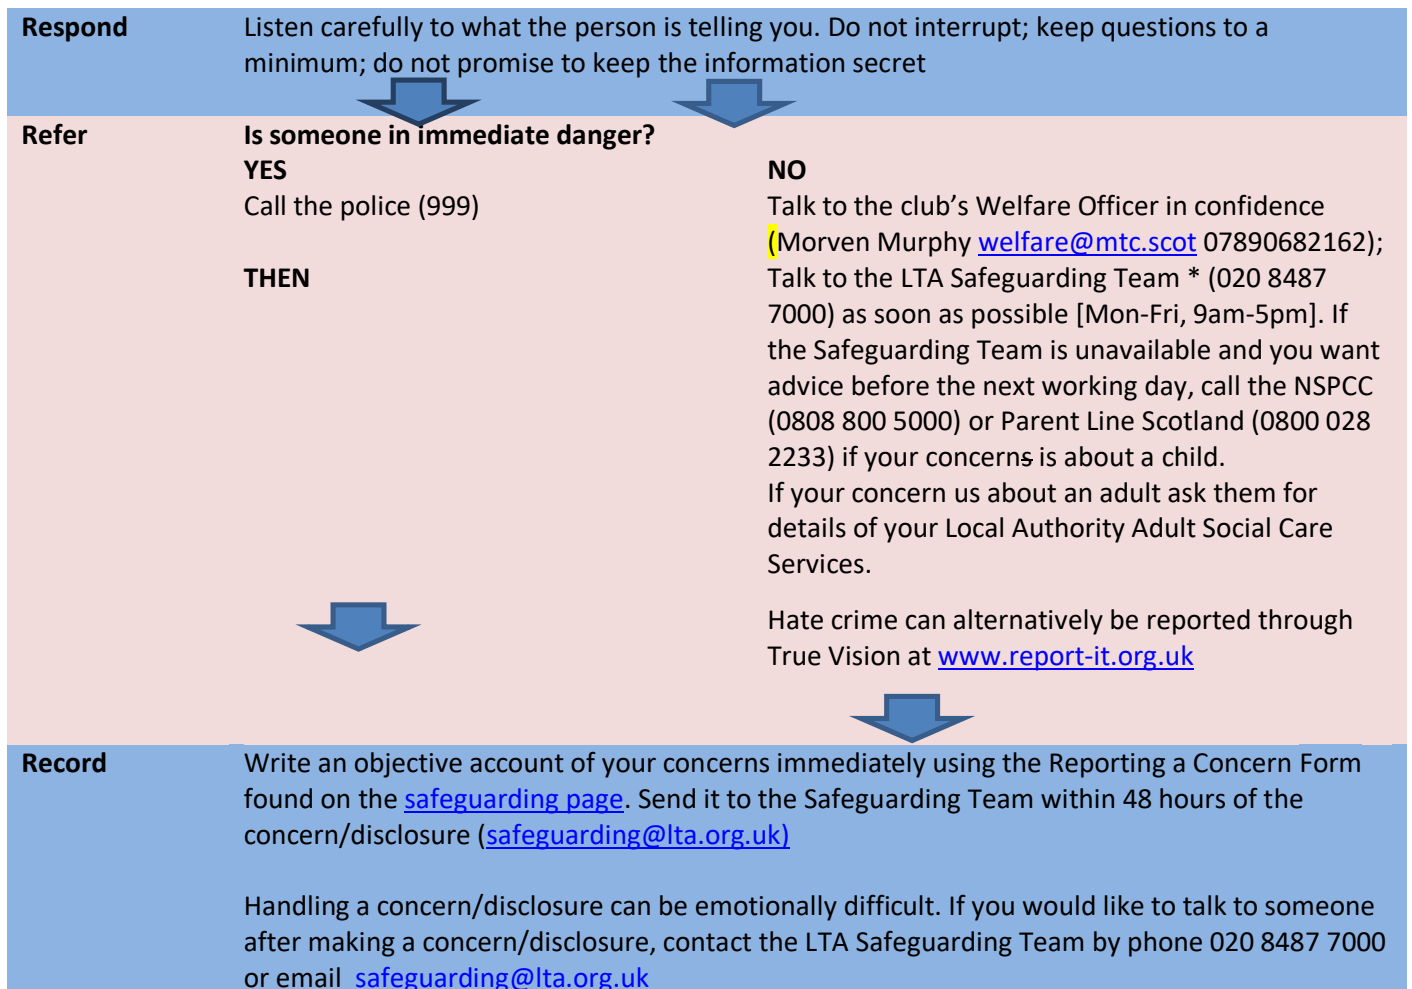 Respond
Listen carefully to what the person is telling you. Do not interrupt; keep questions to a
minimum; do not promise to keep the information secret
Refer
Is someone in immediate danger?
YES
Call the police (999)
THEN
NO
Talk to the club’s Welfare Officer in confidence
(Morven Murphy welfare@mtc.scot 07890682162);
Talk to the LTA Safeguarding Team * (020 8487
7000) as soon as possible [Mon-Fri, 9am-5pm]. If
the Safeguarding Team is unavailable and you want
advice before the next working day, call the NSPCC
(0808 800 5000) or Parent Line Scotland (0800 028
2233) if your concerns is about a child.
If your concern us about an adult ask them for
details of your Local Authority Adult Social Care
Services.
Hate crime can alternatively be reported through
True Vision at www.report-it.org.uk
Record
Write an objective account of your concerns immediately using the Reporting a Concern Form
found on the safeguarding page. Send it to the Safeguarding Team within 48 hours of the
concern/disclosure (safeguarding@lta.org.uk)
Handling a concern/disclosure can be emotionally difficult. If you would like to talk to someone
after making a concern/disclosure, contact the LTA Safeguarding Team by phone 020 8487 7000
or email safeguarding@lta.org.uk